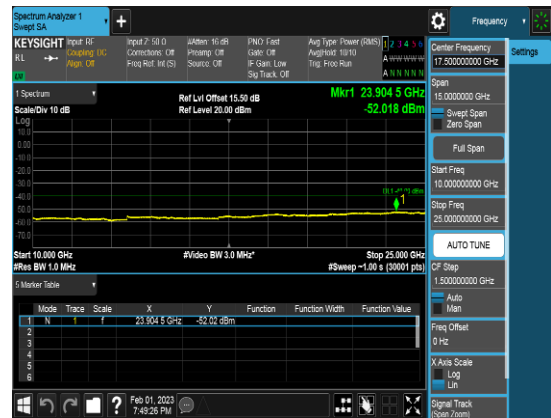 Spectrum Analyzer 1
Swept SA
Frequency
KEYSIGHT
RL
Input: RF
Coupling: DC
Align: Off
Input Z: 50 Ω
Corrections: Off
Freq Ref: Int (S)
#Atten: 16 dB
Preamp: Off
Source: Off
PNO: Fast
Gate: Off
IF Gain: Low
Sig Track: Off
Avg Type: Power (RMS)
Avg|Hold: 10/10
Trig: Free Run
1 2 3 4 5 6
A W W W W W
A N N N N N
1 Spectrum
Scale/Div 10 dB
Ref Lvl Offset 15.50 dB
Ref Level 20.00 dBm
Mkr1 23.904 5 GHz
-52.018 dBm
Log
10.0
0.00
-10.0
-20.0
-30.0
-40.0
-50.0
-60.0
-70.0
1
Start 10.000 GHz
#Res BW 1.0 MHz
#Video BW 3.0 MHz*
Stop 25.000 GHz
#Sweep ~1.00 s (30001 pts)
5 Marker Table
Mode Trace Scale X Y Function Function Width Function Value
1 N 1 f 23.904 5 GHz -52.02 dBm
2
3
4
5
6
Feb 01, 2023
7:49:26 PM
Center Frequency
17.500000000 GHz
Settings
Span
15.0000000 GHz
Swept Span
Zero Span
Full Span
Start Freq
10.000000000 GHz
Stop Freq
25.000000000 GHz
AUTO TUNE
CF Step
1.500000000 GHz
Auto
Man
Freq Offset
0 Hz
X Axis Scale
Log
Lin
Signal Track
(Span Zoom)